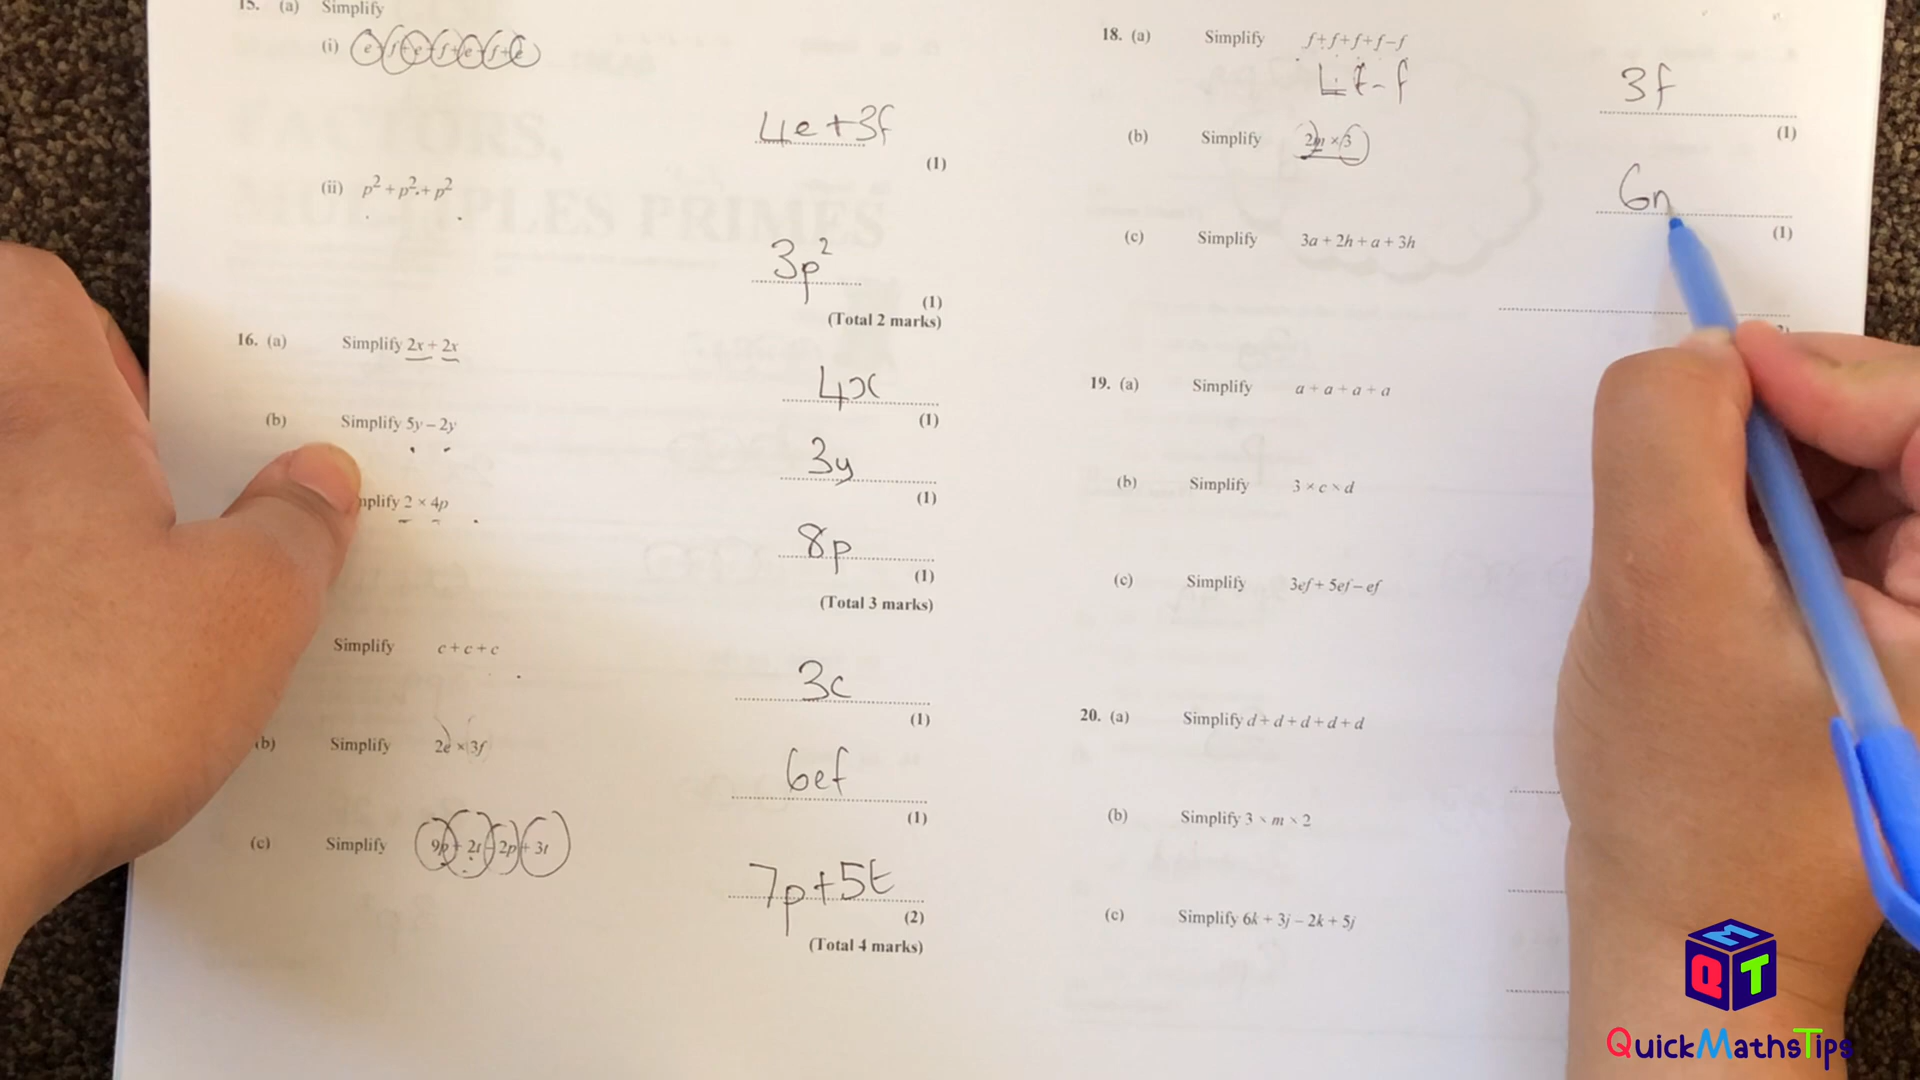 15. (a) Simplify
(i) e + f + e + f + e + f + e
4e + 3f
(1)
(ii) p² + p² + p²
3p²
(1)
(Total 2 marks)
16. (a) Simplify 2x + 2x
4x
(1)
(b) Simplify 5y – 2y
3y
(1)
mplify 2 × 4p
8p
(1)
(Total 3 marks)
Simplify c + c + c
3c
(1)
(b) Simplify 2e × 3f
6ef
(1)
(c) Simplify 9p + 2t – 2p + 3t
7p + 5t
(2)
(Total 4 marks)
18. (a) Simplify f + f + f + f – f
4f – f
3f
(1)
(b) Simplify 2m × 3
6n
(1)
(c) Simplify 3a + 2h + a + 3h
19. (a) Simplify a + a + a + a
(b) Simplify 3 × c × d
(c) Simplify 3ef + 5ef – ef
20. (a) Simplify d + d + d + d + d
(b) Simplify 3 × m × 2
(c) Simplify 6k + 3j – 2k + 5j
QMT
QuickMathsTips